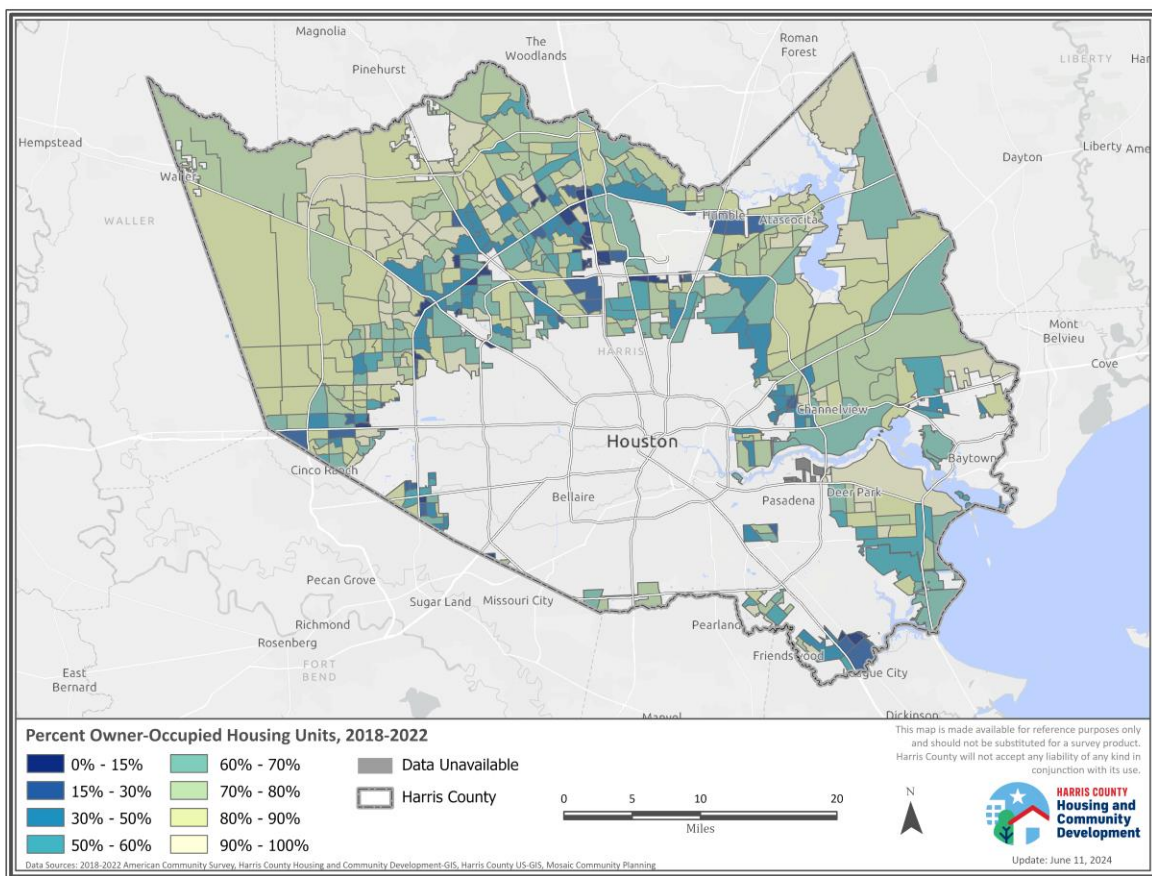 Magnolia
The
Woodlands
Roman
Forest
LIBERTY
Har
Pinehurst
Hempstead
Dayton
Liberty
Ame
Waller
WALLER
Humble
Atascocita
Mont
Belvieu
Cove
HARRIS
Channelview
Houston
Cinco Ranch
Baytown
Bellaire
Pasadena
Deer Park
Pecan Grove
Sugar Land
Missouri City
Richmond
Rosenberg
Pearland
Friendswood
League City
East
Bernard
FORT
BEND
Manvel
Dickinson
Percent Owner-Occupied Housing Units, 2018-2022
0% - 15%
15% - 30%
30% - 50%
50% - 60%
60% - 70%
70% - 80%
80% - 90%
90% - 100%
Data Unavailable
Harris County
0 5 10 20
Miles
N
This map is made available for reference purposes only
and should not be substituted for a survey product.
Harris County will not accept any liability of any kind in
conjunction with its use.
HARRIS COUNTY
Housing and
Community
Development
Update: June 11, 2024
Data Sources: 2018-2022 American Community Survey, Harris County Housing and Community Development-GIS, Harris County US-GIS, Mosaic Community Planning